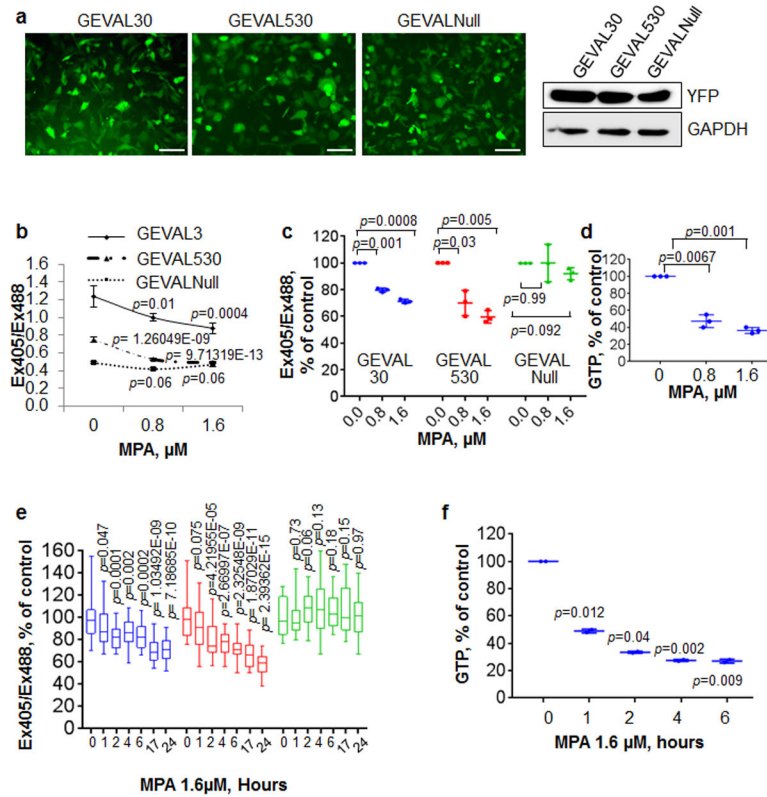 a
GEVAL30 GEVAL530 GEVALNull
GEVAL30
GEVAL530
GEVALNull
YFP
GAPDH
b
GEVAL3
GEVAL530
GEVALNull
Ex405/Ex488
1.6
1.4
1.2
1.0
0.8
0.6
0.4
0.2
0.0
p=0.01
p=0.0004
p= 1.26049E-09
p= 9.71319E-13
p=0.06
p=0.06
0 0.8 1.6
MPA, µM
c
p=0.0008
p=0.001
p=0.005
p=0.03
p=0.99
p=0.092
Ex405/Ex488,
% of control
120
100
80
60
40
20
0
GEVAL
30
GEVAL
530
GEVAL
Null
0.0 0.8 1.6 0.0 0.8 1.6 0.0 0.8 1.6
MPA, µM
d
p=0.001
p=0.0067
GTP, % of control
120
100
80
60
40
20
0
0 0.8 1.6
MPA, µM
e
Ex405/Ex488, % of control
160
140
120
100
80
60
40
20
0
p=0.047
p=0.0001
p=0.002
p=0.0002
p= 1.03492E-09
p= 7.18685E-10
p=0.075
p=4.21955E-05
p=2.66997E-07
p=2.32548E-09
p=1.87029E-11
p= 2.39362E-15
p=0.73
p=0.06
p=0.13
p=0.18
p=0.15
p=0.97
0 1 2 4 6 17 24 0 1 2 4 6 17 24 0 1 2 4 6 17 24
MPA 1.6µM, Hours
f
GTP, % of control
120
100
80
60
40
20
0
p=0.012
p=0.04
p=0.002
p=0.009
0 1 2 4 6
MPA 1.6 µM, hours